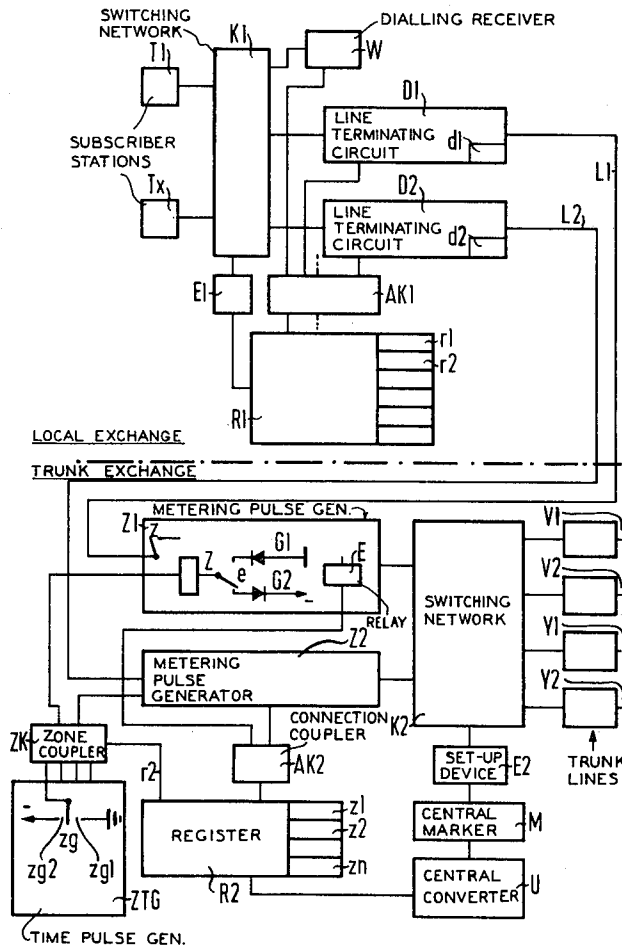 SWITCHING
NETWORK
K1
DIALLING RECEIVER
W
T1
SUBSCRIBER
STATIONS
Tx
D1
LINE
TERMINATING
CIRCUIT
d1
L1
D2
LINE
TERMINATING
CIRCUIT
d2
L2
E1
AK1
r1
r2
R1
LOCAL EXCHANGE
TRUNK EXCHANGE
METERING PULSE GEN.
Z1
z
Z
e
G1
G2
E
RELAY
SWITCHING
NETWORK
K2
V1
V2
Y1
Y2
TRUNK
LINES
Z2
METERING
PULSE
GENERATOR
CONNECTION
COUPLER
AK2
ZK
ZONE
COUPLER
r2
SET-UP
DEVICE
E2
REGISTER
z1
z2
zn
R2
CENTRAL
MARKER
M
CENTRAL
CONVERTER
U
zg
zg2
zg1
ZTG
TIME PULSE GEN.